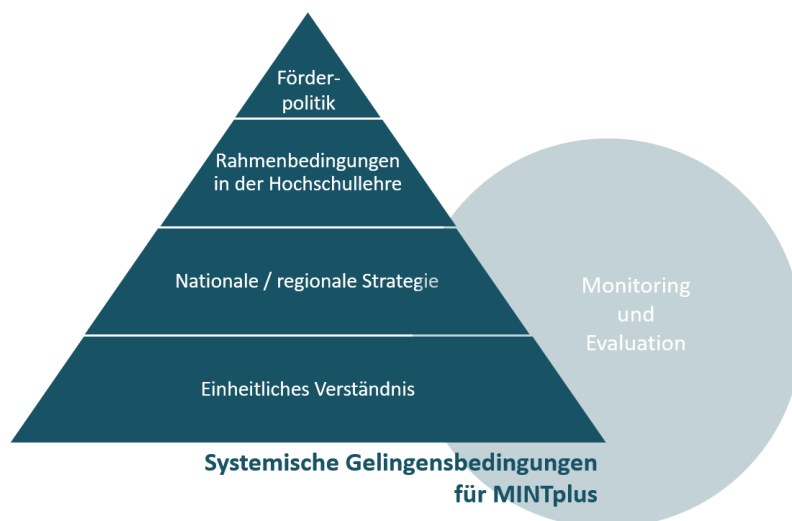 Förder-
politik
Rahmenbedingungen
in der Hochschullehre
Nationale / regionale Strategie
Einheitliches Verständnis
Monitoring
und
Evaluation
Systemische Gelingensbedingungen
für MINTplus